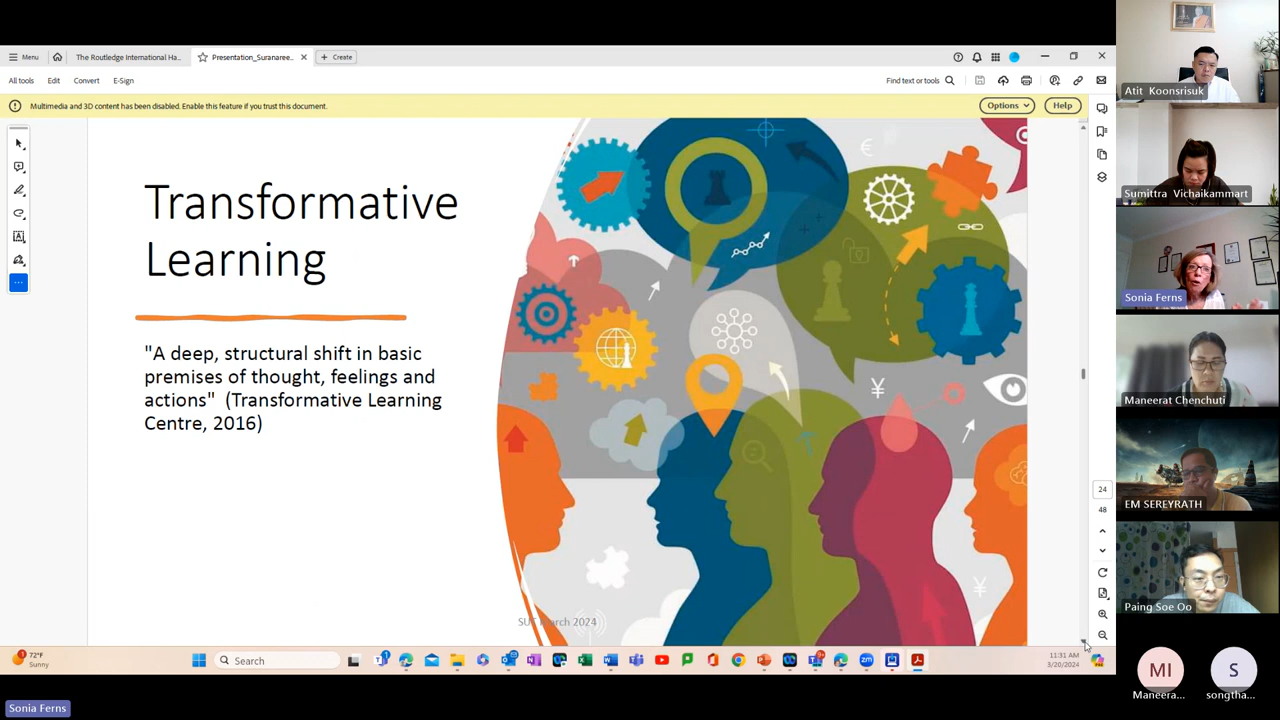 Menu
The Routledge International Ha...
Presentation_Suranaree...
Create
All tools
Edit
Convert
E-Sign
Find text or tools
Multimedia and 3D content has been disabled. Enable this feature if you trust this document.
Options
Help
Transformative
Learning
"A deep, structural shift in basic
premises of thought, feelings and
actions" (Transformative Learning
Centre, 2016)
SUT March 2024
24
48
72°F
Sunny
Search
11:31 AM
3/20/2024
Atit Koonsrisuk
Sumittra Vichaikammart
Sonia Ferns
Maneerat Chenchuti
EM SEREYRATH
Paing Soe Oo
MI
S
Maneera...
songtha...
Sonia Ferns